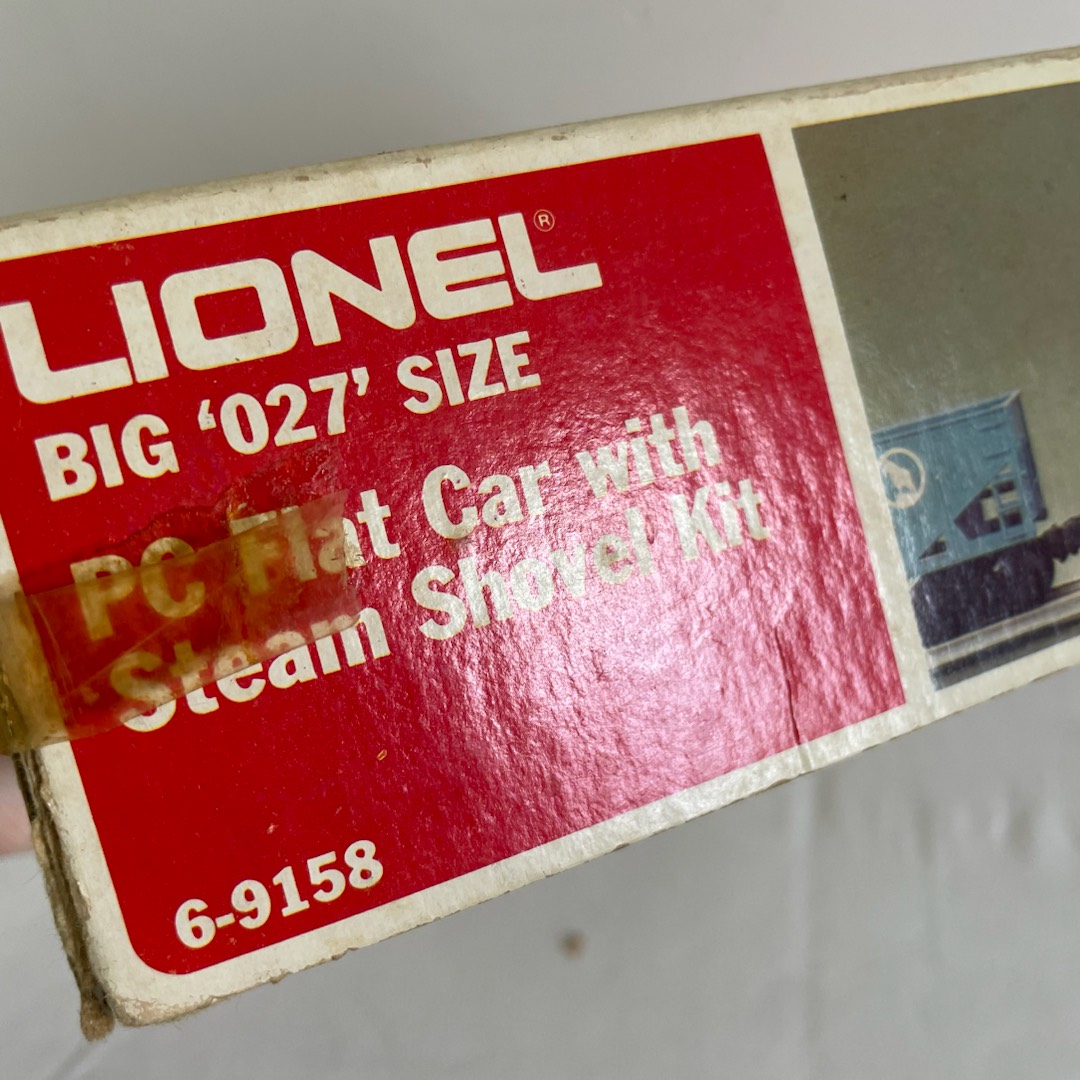 LIONEL®
BIG ‘027’ SIZE
PC Flat Car with
Steam Shovel Kit
6-9158